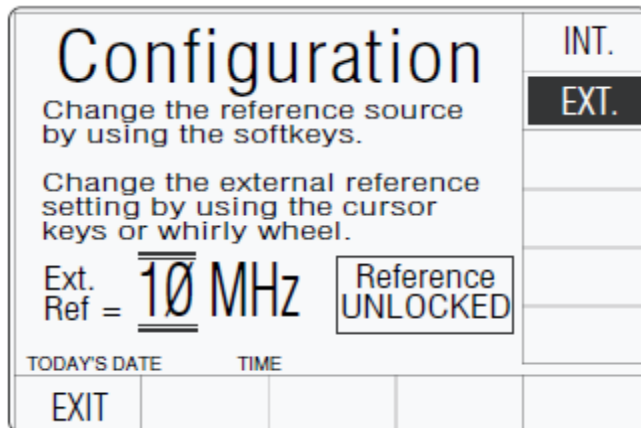 Configuration
INT.
EXT.
Change the reference source
by using the softkeys.
Change the external reference
setting by using the cursor
keys or whirly wheel.
Ext.
Ref = 1Ø MHz
Reference
UNLOCKED
TODAY'S DATE TIME
EXIT